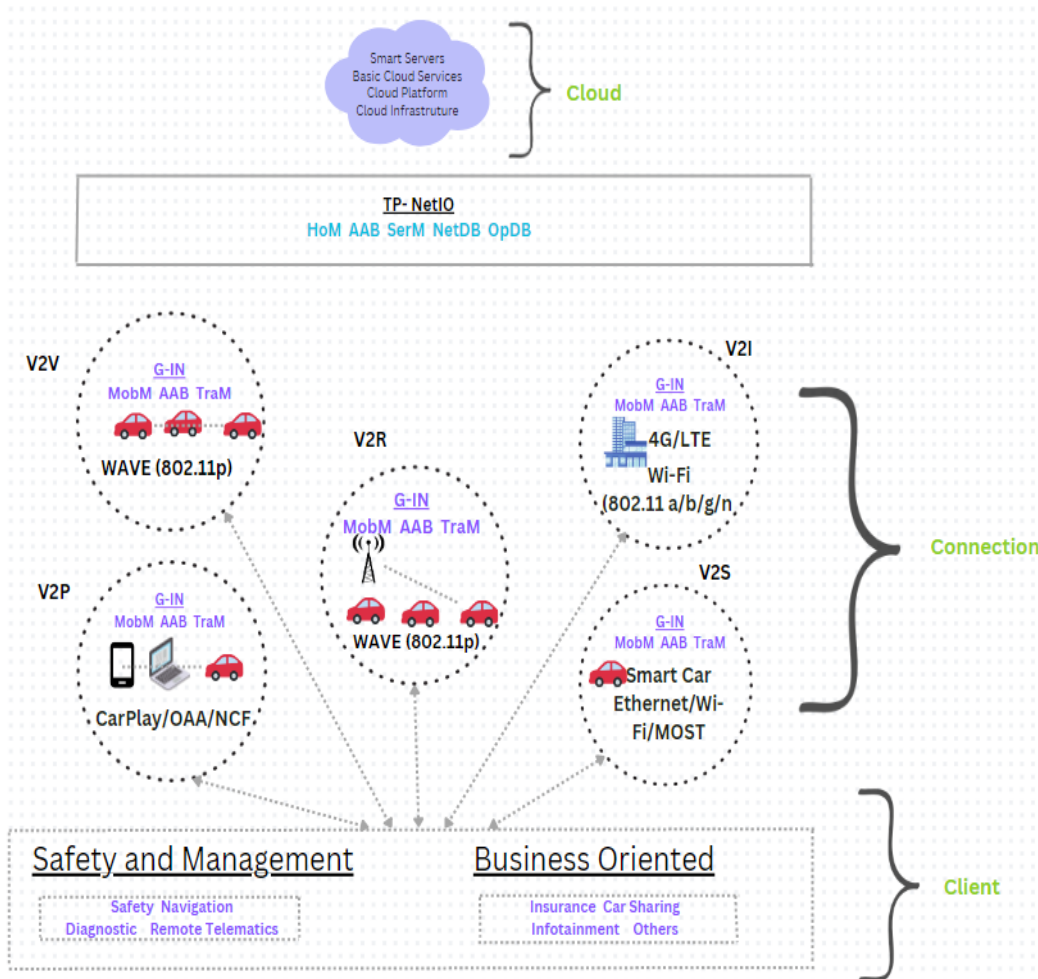 Smart Servers
Basic Cloud Services
Cloud Platform
Cloud Infrastruture
Cloud
TP- NetIO
HoM AAB SerM NetDB OpDB
V2V
G-IN
MobM AAB TraM
WAVE (802.11p)
V2R
G-IN
MobM AAB TraM
WAVE (802.11p)
V2I
G-IN
MobM AAB TraM
4G/LTE
Wi-Fi
(802.11 a/b/g/n
Connection
V2P
G-IN
MobM AAB TraM
CarPlay/OAA/NCF
V2S
G-IN
MobM AAB TraM
Smart Car
Ethernet/Wi-
Fi/MOST
Safety and Management
Safety Navigation
Diagnostic Remote Telematics
Business Oriented
Insurance Car Sharing
Infotainment Others
Client